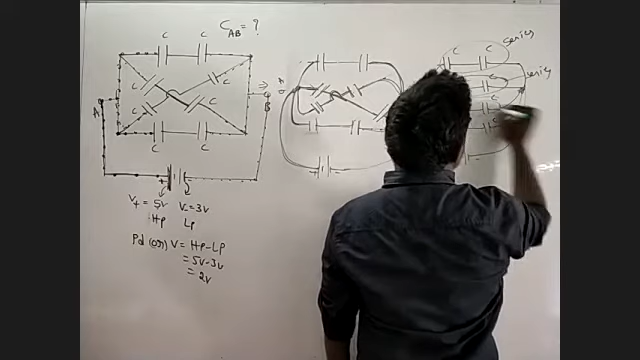 C_AB = ?
C C
C C
A
C C
B
C C
+ -
V+ = 5V V- = 3V
Hp Lp
Pd (or) V = Hp - Lp
= 5V - 3V
= 2V
A
C C series
C series
C
C